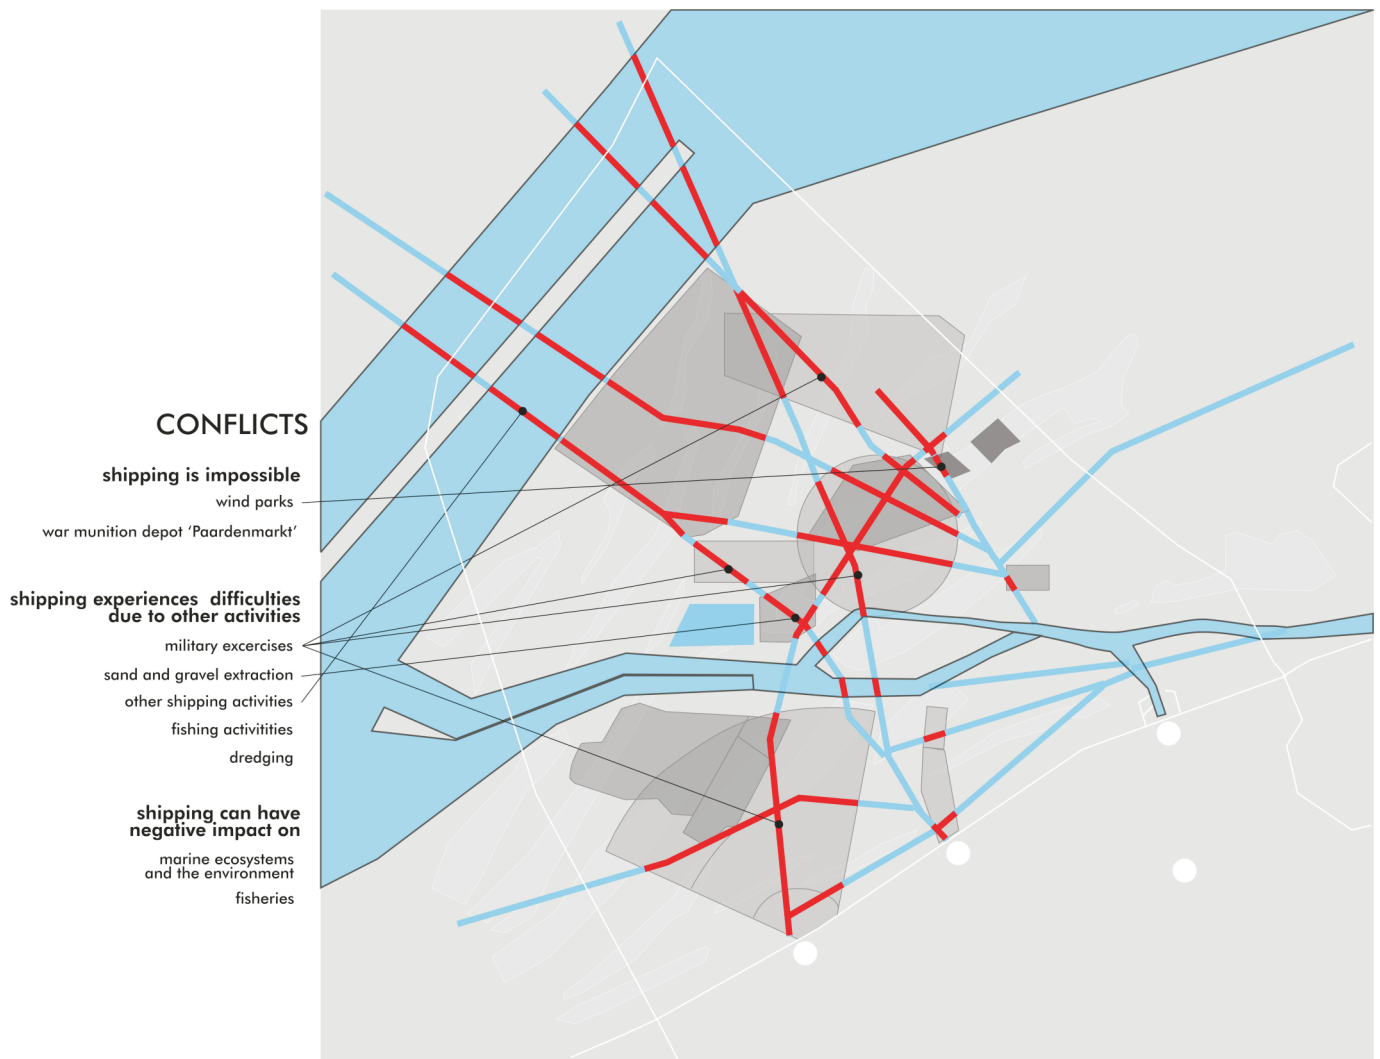 CONFLICTS
shipping is impossible
wind parks
war munition depot 'Paardenmarkt'
shipping experiences difficulties
due to other activities
military excercises
sand and gravel extraction
other shipping activities
fishing activitities
dredging
shipping can have
negative impact on
marine ecosystems
and the environment
fisheries